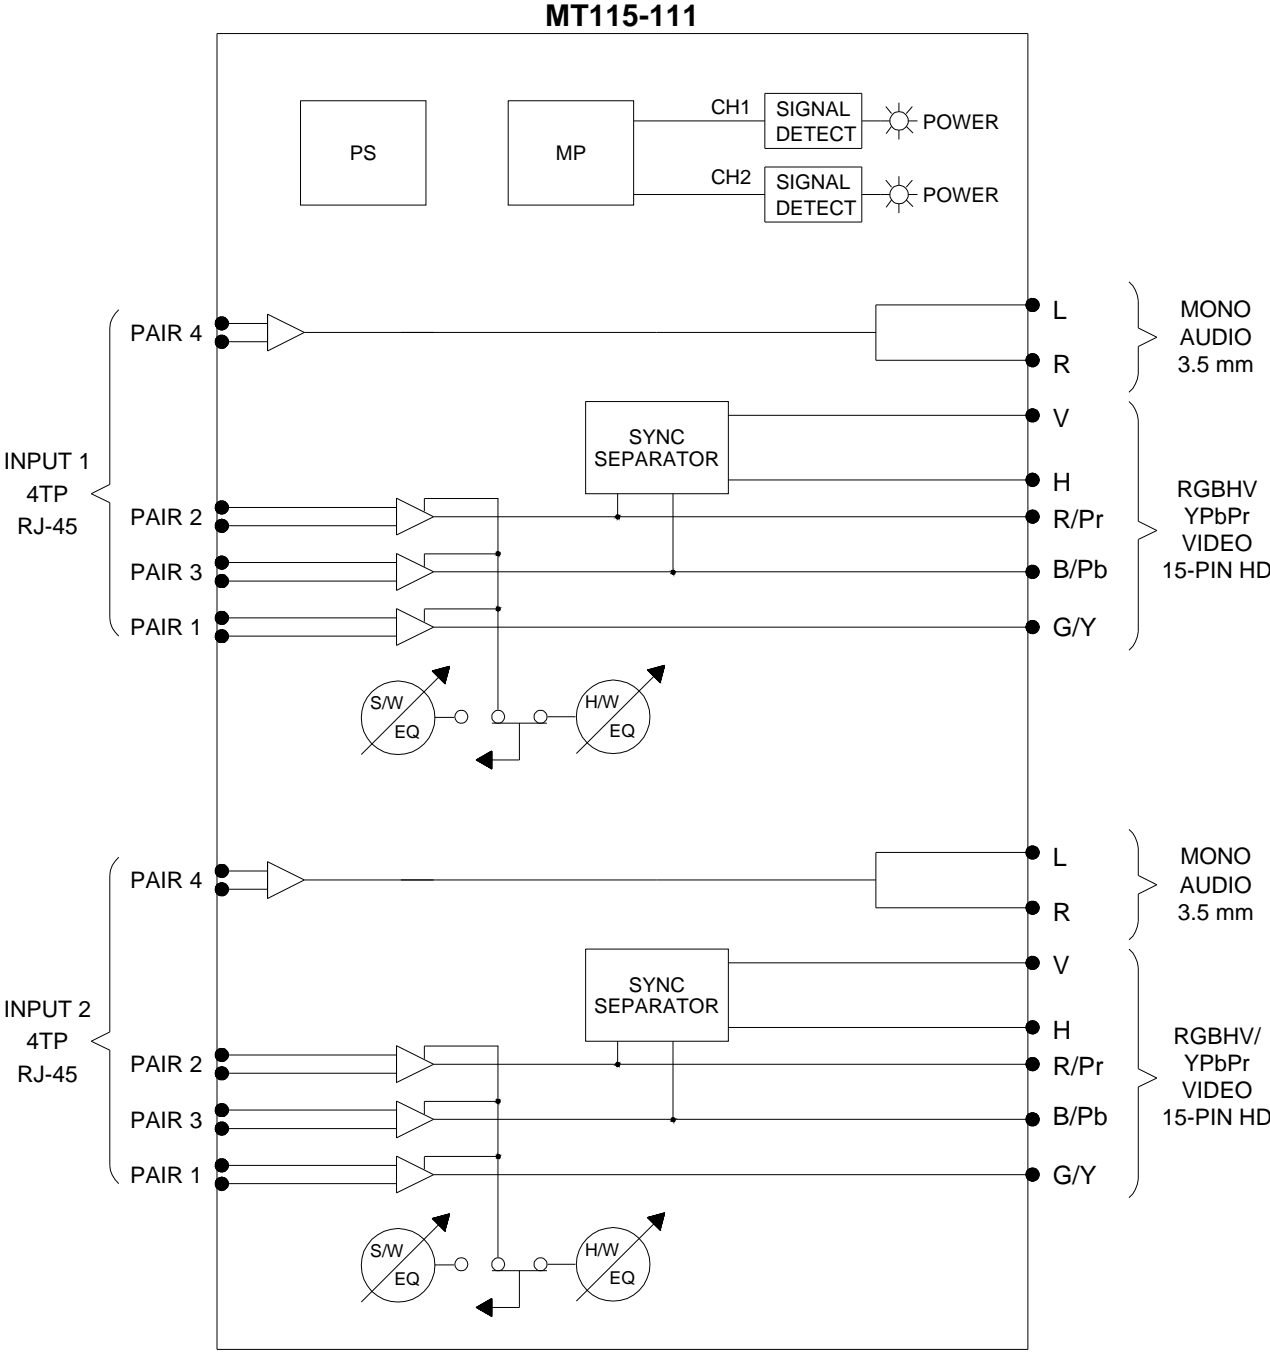 MT115-111
PS
MP
CH1
SIGNAL
DETECT
POWER
CH2
SIGNAL
DETECT
POWER
INPUT 1
4TP
RJ-45
PAIR 4
PAIR 2
PAIR 3
PAIR 1
SYNC
SEPARATOR
S/W
EQ
H/W
EQ
L
R
V
H
R/Pr
B/Pb
G/Y
MONO
AUDIO
3.5 mm
RGBHV
YPbPr
VIDEO
15-PIN HD
INPUT 2
4TP
RJ-45
PAIR 4
PAIR 2
PAIR 3
PAIR 1
SYNC
SEPARATOR
S/W
EQ
H/W
EQ
L
R
V
H
R/Pr
B/Pb
G/Y
MONO
AUDIO
3.5 mm
RGBHV/
YPbPr
VIDEO
15-PIN HD